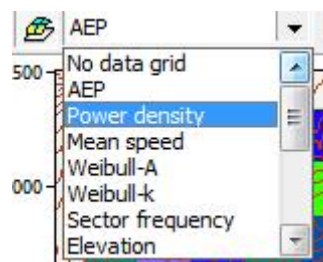 AEP
500
No data grid
AEP
Power density
Mean speed
Weibull-A
000
Weibull-k
Sector frequency
Elevation